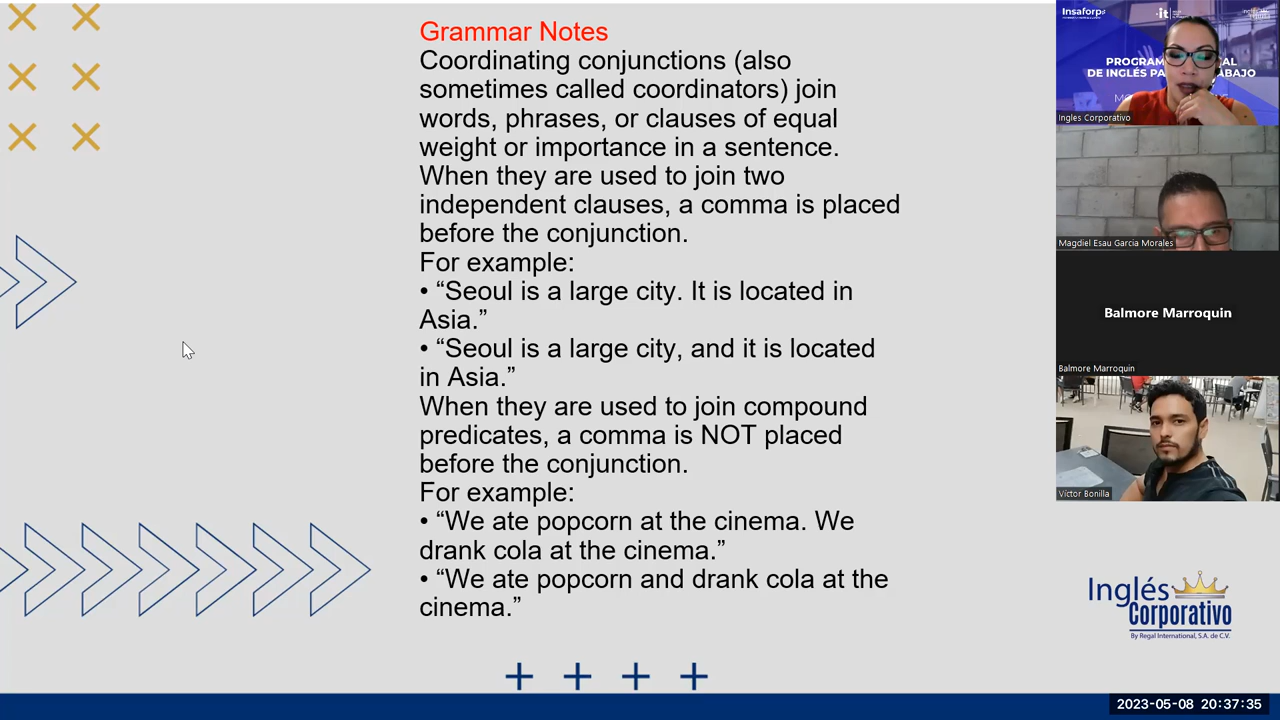 Grammar Notes
Coordinating conjunctions (also
sometimes called coordinators) join
words, phrases, or clauses of equal
weight or importance in a sentence.
When they are used to join two
independent clauses, a comma is placed
before the conjunction.
For example:
• “Seoul is a large city. It is located in
Asia.”
• “Seoul is a large city, and it is located
in Asia.”
When they are used to join compound
predicates, a comma is NOT placed
before the conjunction.
For example:
• “We ate popcorn at the cinema. We
drank cola at the cinema.”
• “We ate popcorn and drank cola at the
cinema.”
Insaforp
Ingles Corporativo
Magdiel Esau Garcia Morales
Balmore Marroquin
Balmore Marroquin
Víctor Bonilla
Inglés
Corporativo
By Regal International, S.A. de C.V.
2023-05-08 20:37:35